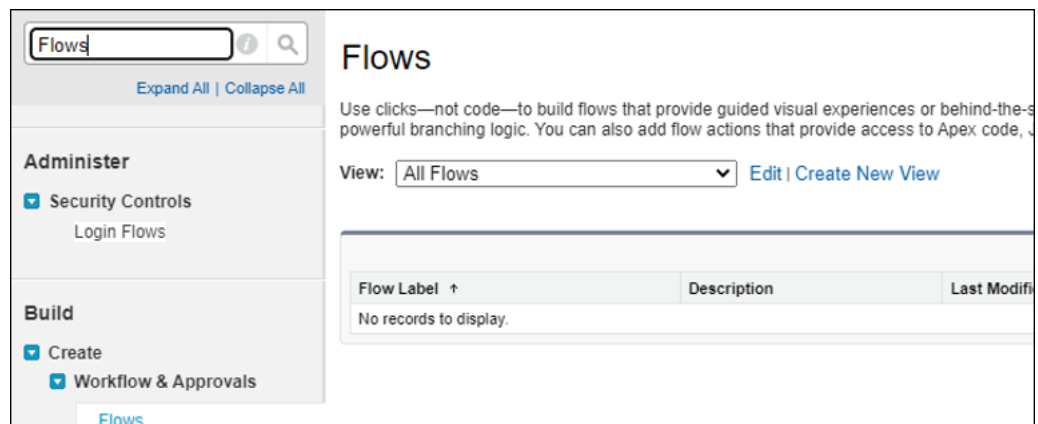 Flows
Expand All | Collapse All
Administer
Security Controls
Login Flows
Build
Create
Workflow & Approvals
Flows
Flows
Use clicks—not code—to build flows that provide guided visual experiences or behind-the-s
powerful branching logic. You can also add flow actions that provide access to Apex code,
View: All Flows Edit | Create New View
Flow Label ↑ Description Last Modifi
No records to display.